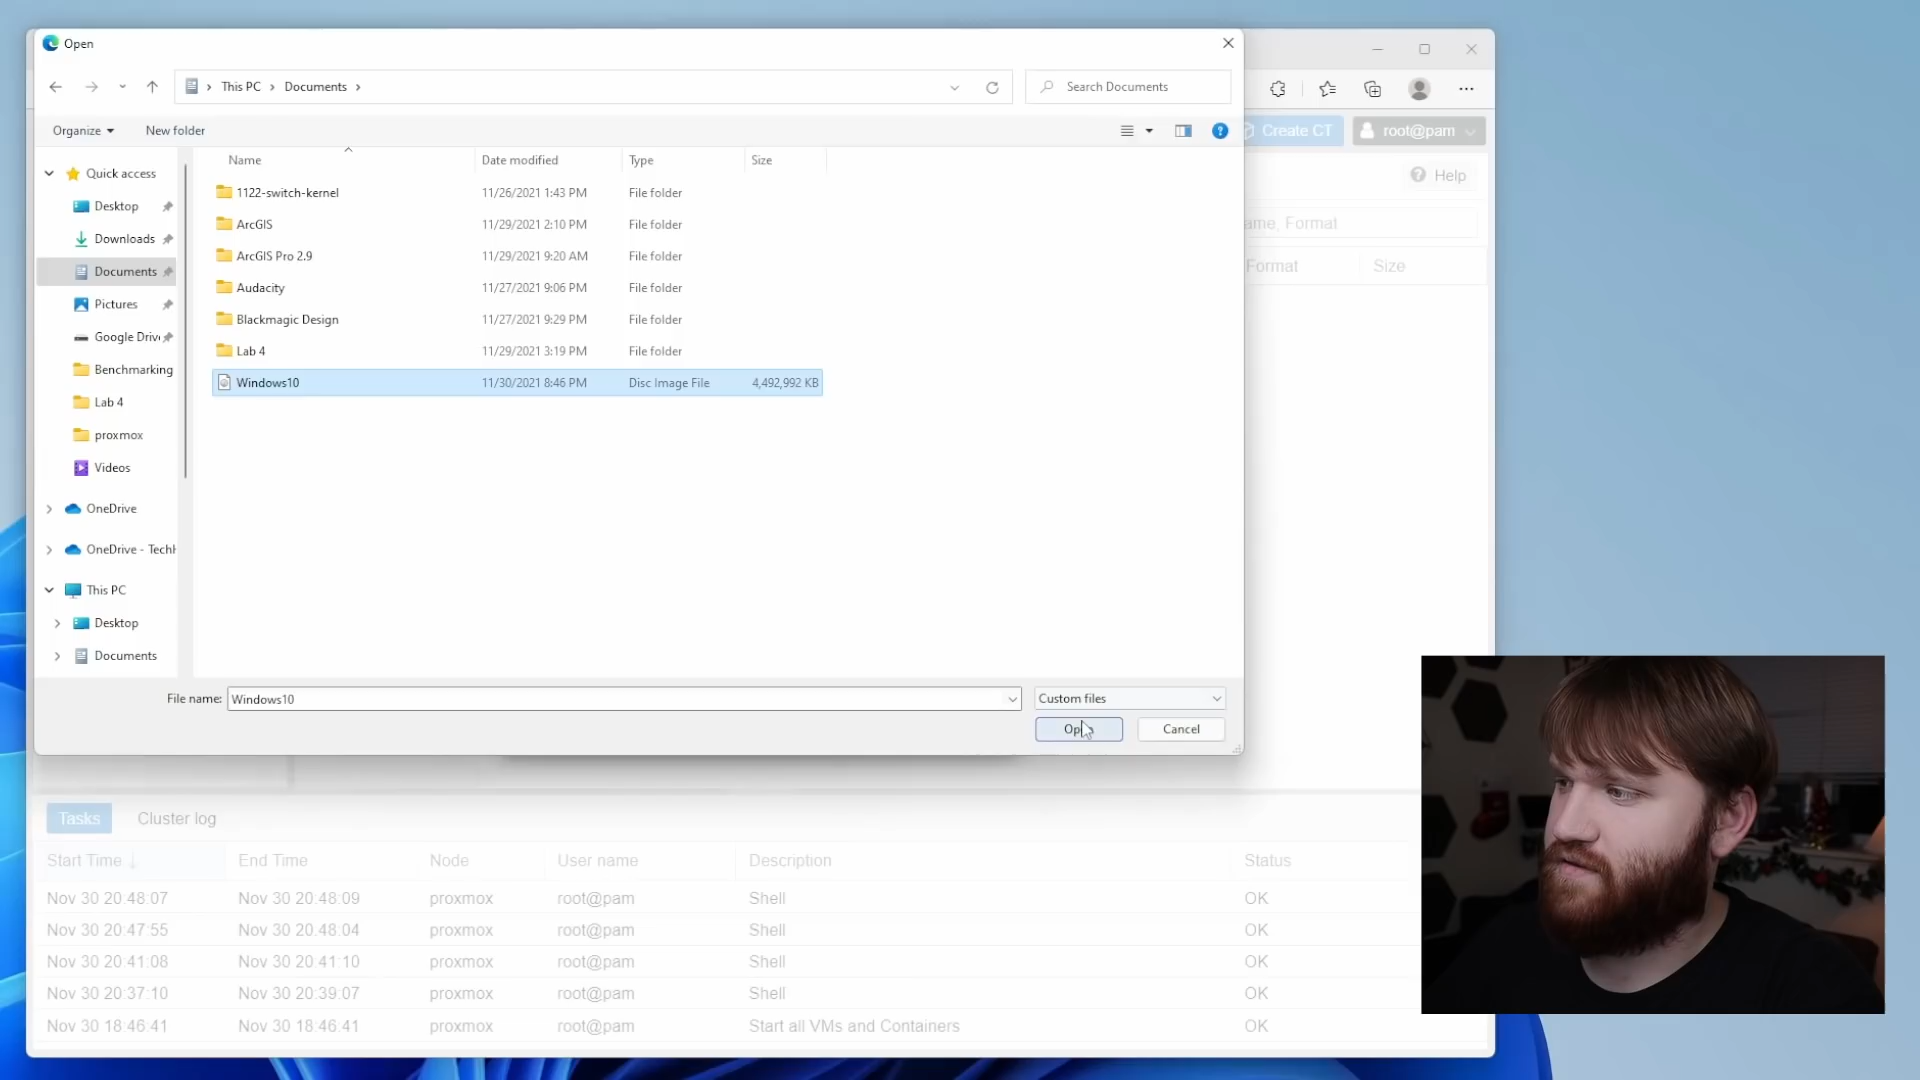 Open
This PC > Documents >
Search Documents
Organize
New folder
Create CT
root@pam
Name
Date modified
Type
Size
Help
Quick access
Desktop
Downloads
Documents
Pictures
Google Driv
Benchmarking
Lab 4
proxmox
Videos
OneDrive
OneDrive - Tech
This PC
Desktop
Documents
1122-switch-kernel 11/26/2021 1:43 PM File folder
ArcGIS 11/29/2021 2:10 PM File folder
ArcGIS Pro 2.9 11/29/2021 9:20 AM File folder
Audacity 11/27/2021 9:06 PM File folder
Blackmagic Design 11/27/2021 9:29 PM File folder
Lab 4 11/29/2021 3:19 PM File folder
Windows10 11/30/2021 8:46 PM Disc Image File 4,492,992 KB
ame, Format
Format Size
File name: Windows10
Custom files
Open Cancel
Tasks Cluster log
Start Time ↓ End Time Node User name Description Status
Nov 30 20:48:07 Nov 30 20:48:09 proxmox root@pam Shell OK
Nov 30 20:47:55 Nov 30 20:48:04 proxmox root@pam Shell OK
Nov 30 20:41:08 Nov 30 20:41:10 proxmox root@pam Shell OK
Nov 30 20:37:10 Nov 30 20:39:07 proxmox root@pam Shell OK
Nov 30 18:46:41 Nov 30 18:46:41 proxmox root@pam Start all VMs and Containers OK